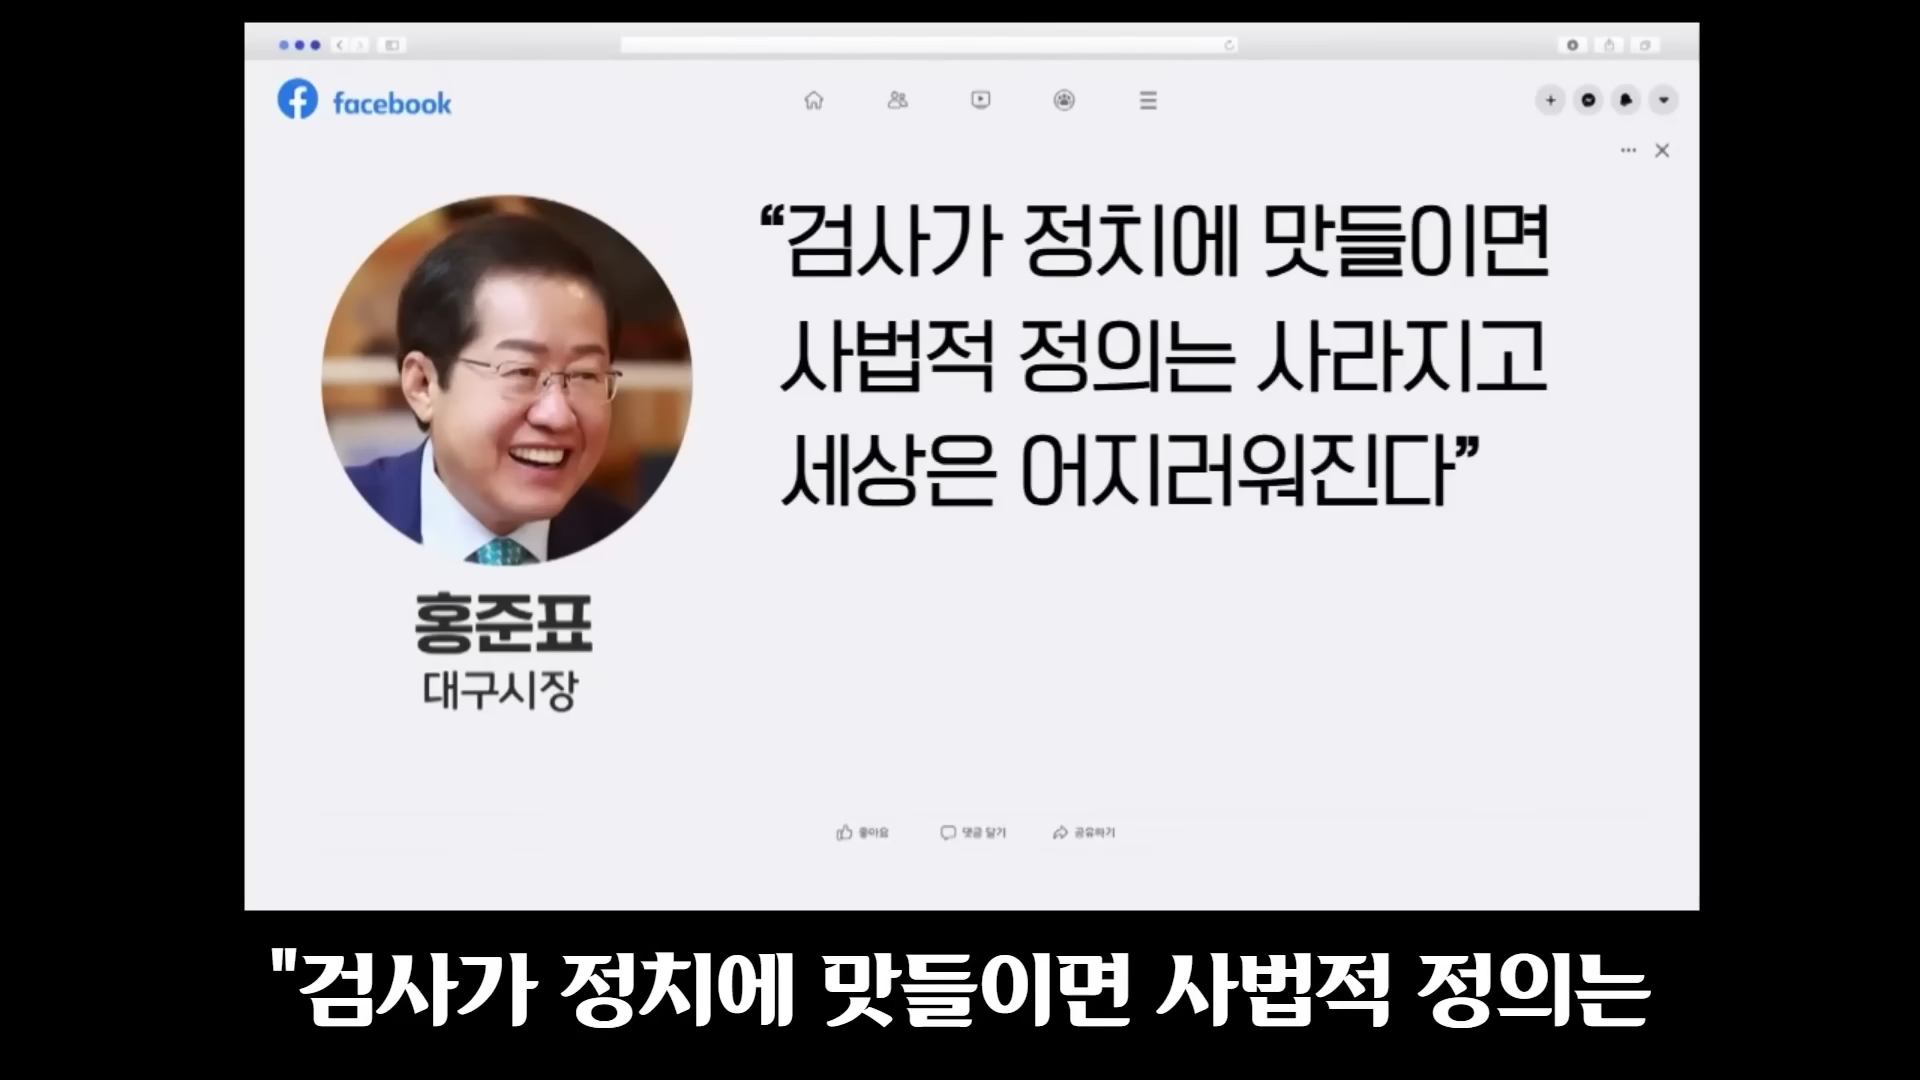 facebook
“검사가 정치에 맛들이면
사법적 정의는 사라지고
세상은 어지러워진다”
홍준표
대구시장
좋아요 댓글 달기 공유하기
"검사가 정치에 맛들이면 사법적 정의는